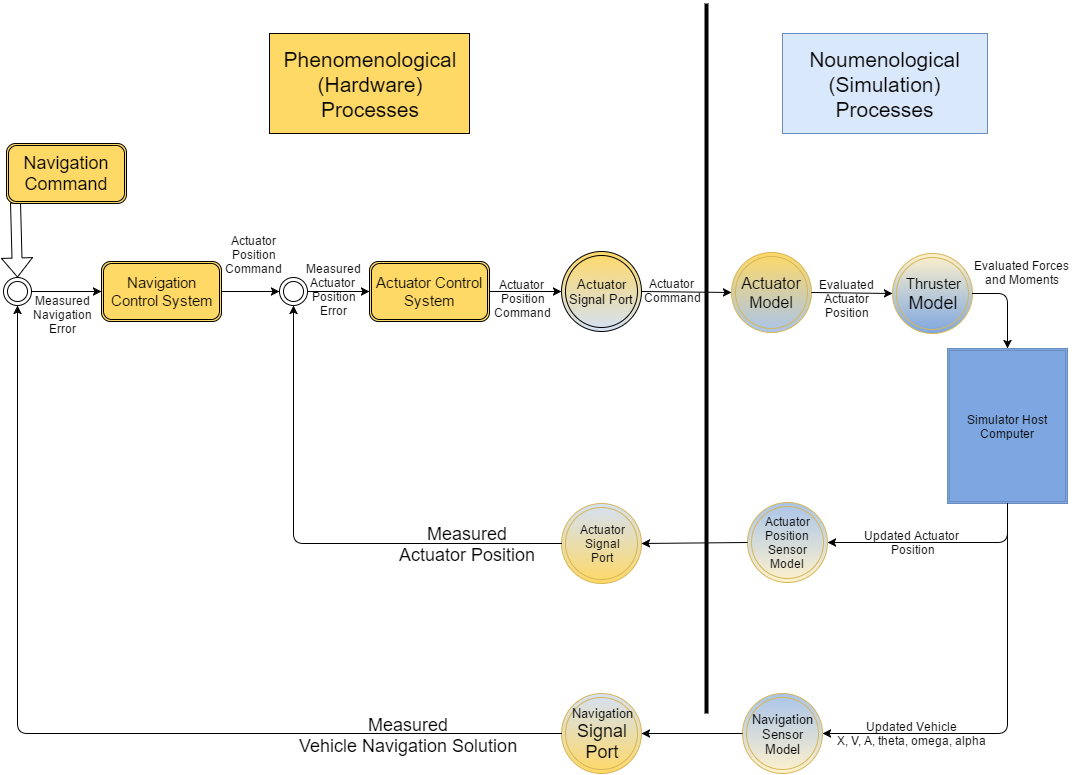 Phenomenological
(Hardware)
Processes
Noumenological
(Simulation)
Processes
Navigation
Command
Measured
Navigation
Error
Navigation
Control System
Actuator
Position
Command
Measured
Actuator
Position
Error
Actuator Control
System
Actuator
Position
Command
Actuator
Signal Port
Actuator
Command
Actuator
Model
Evaluated
Actuator
Position
Thruster
Model
Evaluated Forces
and Moments
Simulator Host
Computer
Updated Actuator
Position
Actuator
Position
Sensor
Model
Actuator
Signal
Port
Measured
Actuator Position
Updated Vehicle
X, V, A, theta, omega, alpha
Navigation
Sensor
Model
Navigation
Signal
Port
Measured
Vehicle Navigation Solution